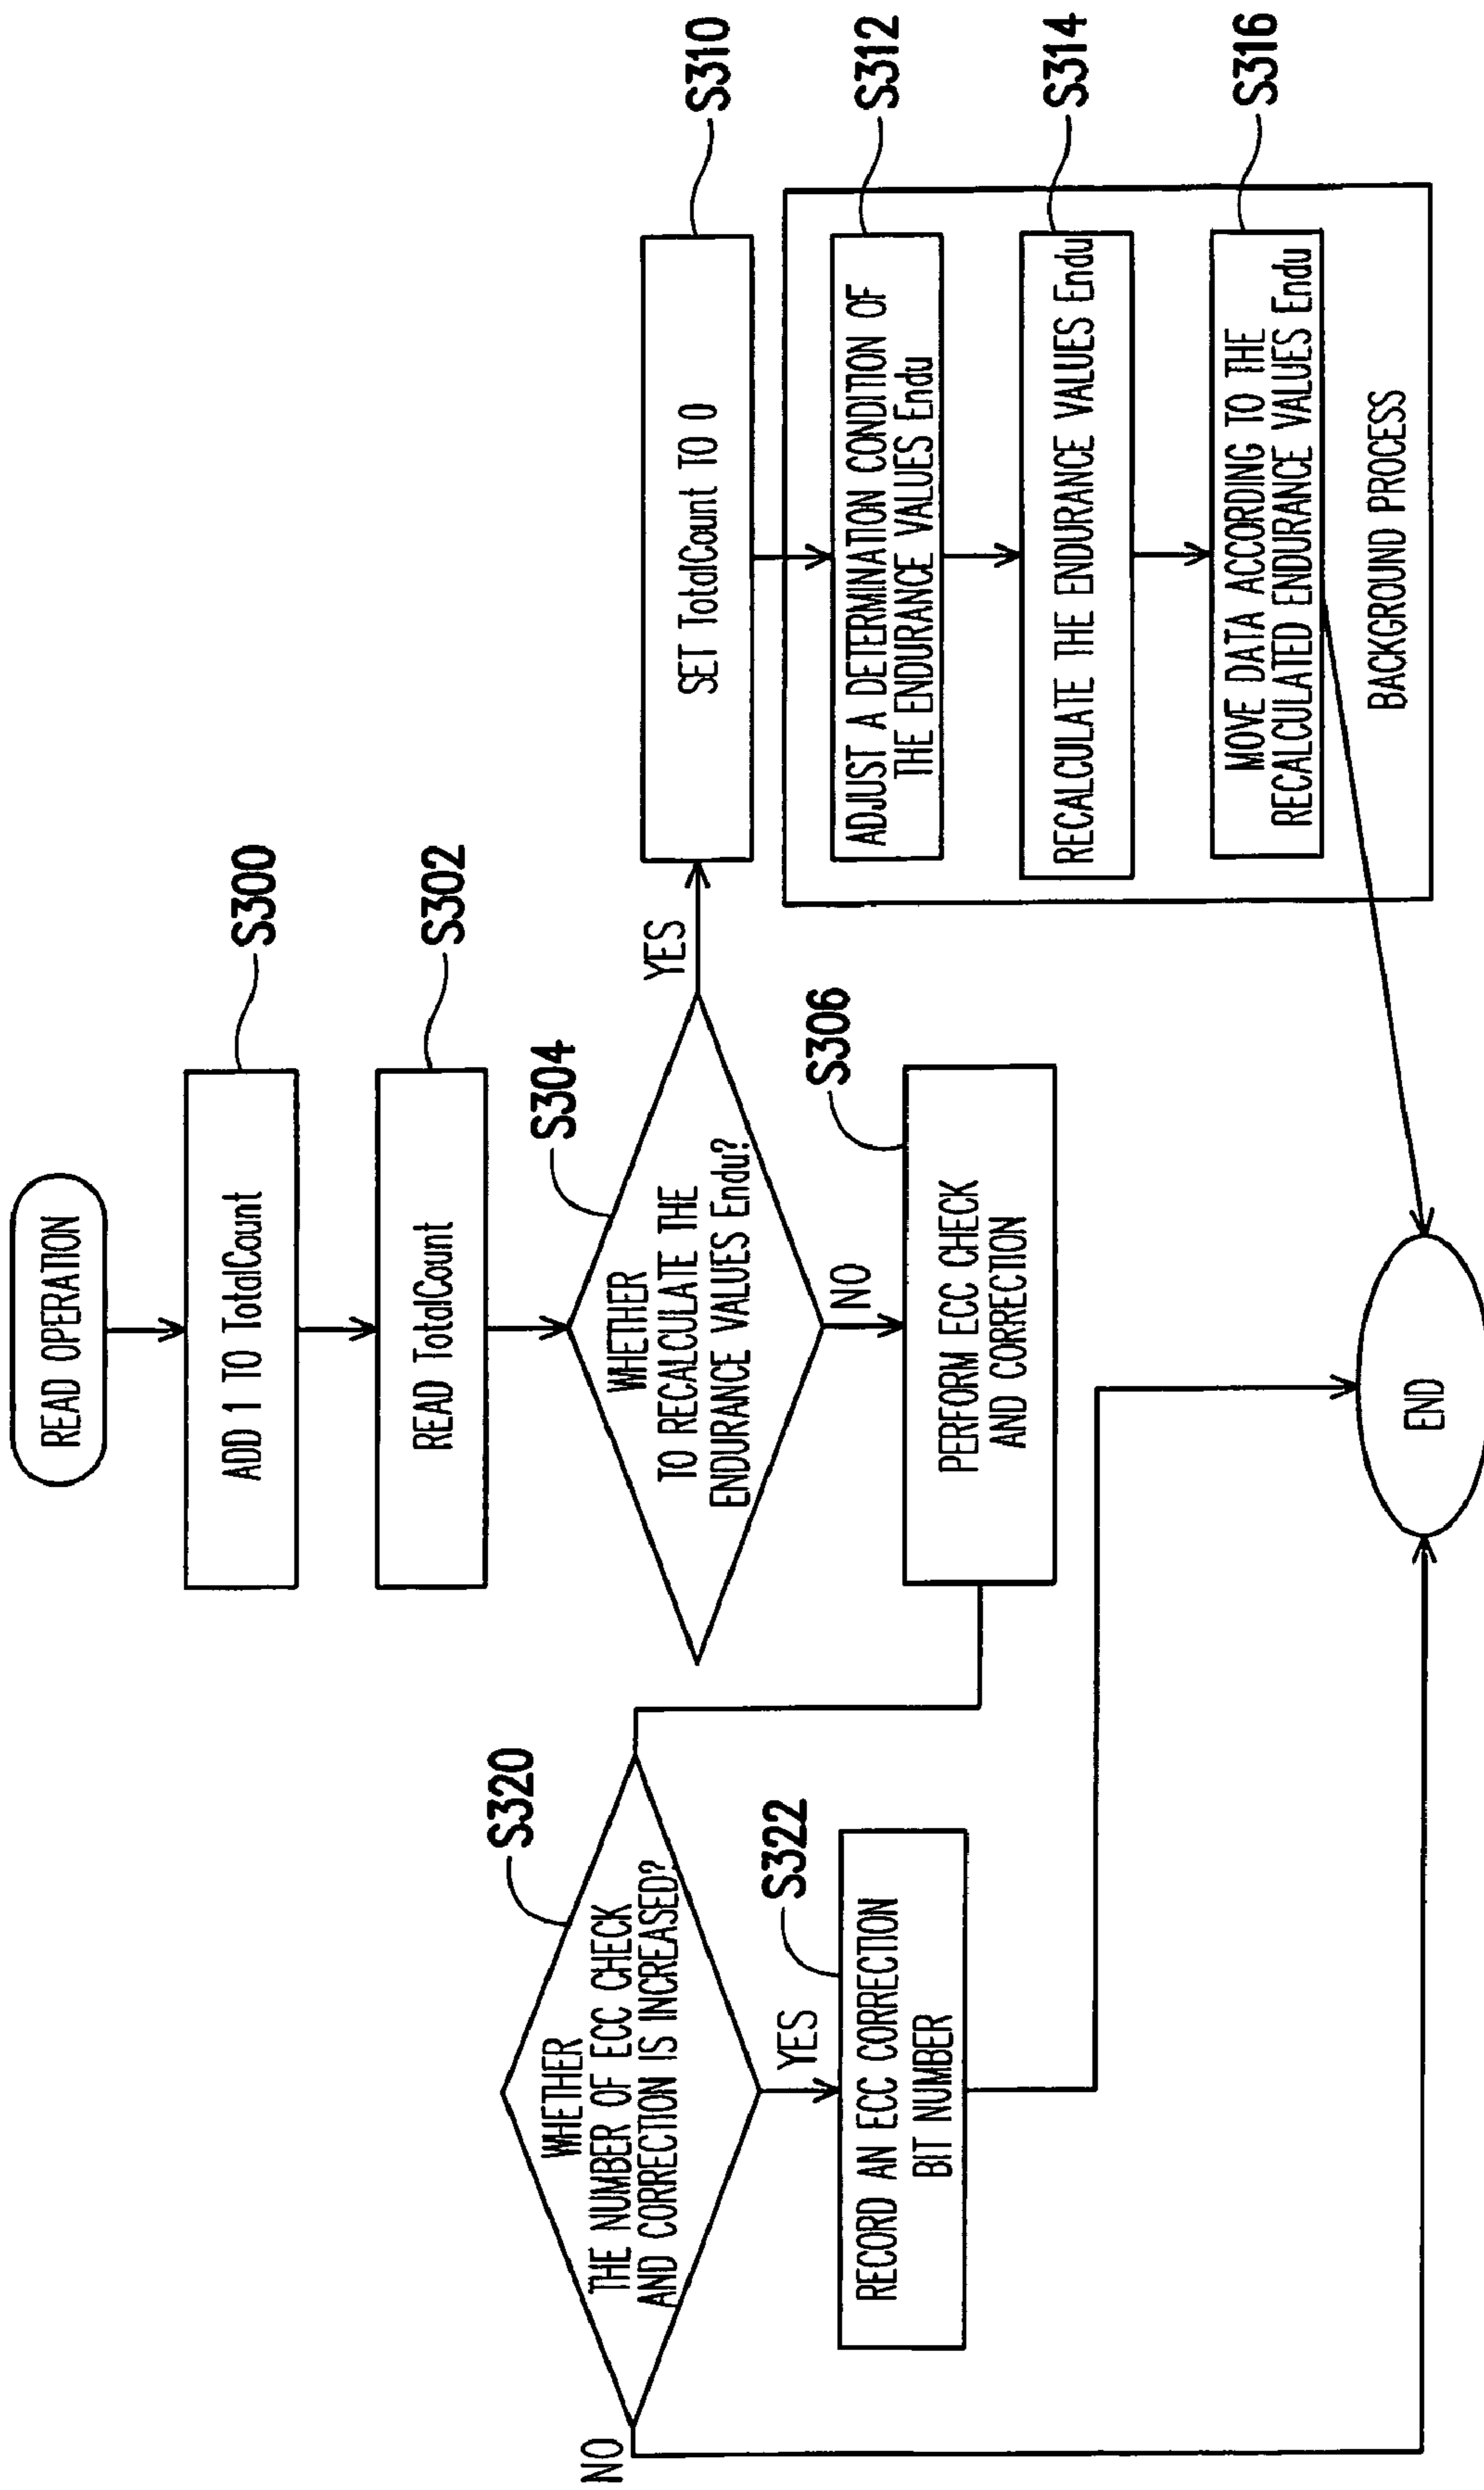 READ OPERATION
S300
ADD 1 TO TotalCount
S302
READ TotalCount
S304
WHETHER
TO RECALCULATE THE
ENDURANCE VALUES Endu?
YES
NO
S306
PERFORM ECC CHECK
AND CORRECTION
S310
SET TotalCount TO 0
S312
ADJUST A DETERMINATION CONDITION OF
THE ENDURANCE VALUES Endu
S314
RECALCULATE THE ENDURANCE VALUES Endu
S316
MOVE DATA ACCORDING TO THE
RECALCULATED ENDURANCE VALUES Endu
BACKGROUND PROCESS
S320
WHETHER
THE NUMBER OF ECC CHECK
AND CORRECTION IS INCREASED?
NO
YES
S322
RECORD AN ECC CORRECTION
BIT NUMBER
END